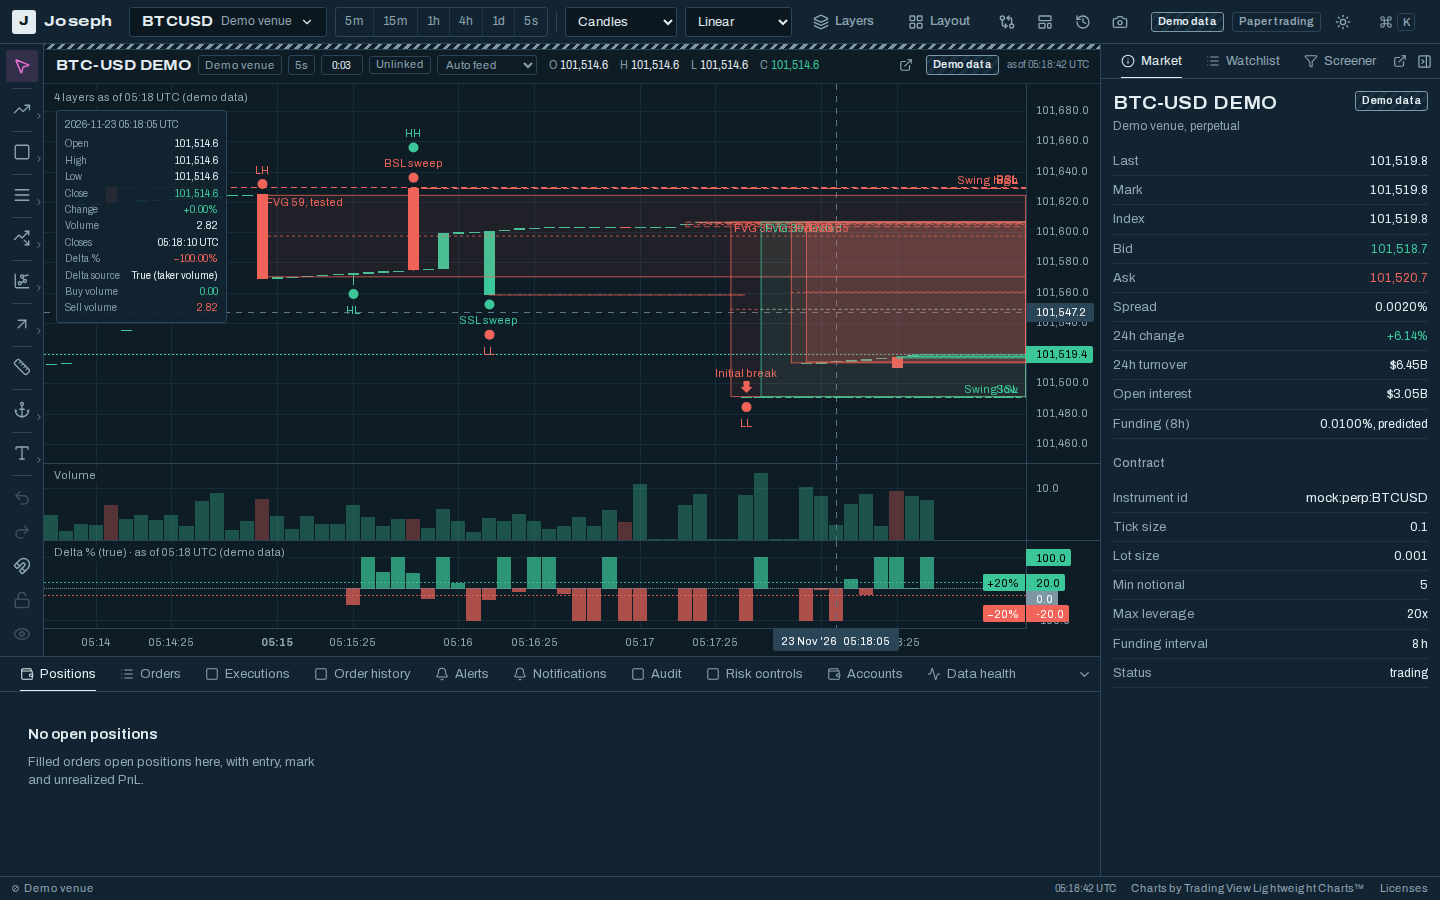 J Joseph BTCUSD Demo venue 5m 15m 1h 4h 1d 5s Candles Linear Layers Layout Demo data Paper trading ⌘ K
BTC-USD DEMO Demo venue 5s 0:03 Unlinked Auto feed O 101,514.6 H 101,514.6 L 101,514.6 C 101,514.6 Demo data as of 05:18:42 UTC
4 layers as of 05:18 UTC (demo data)
2026-11-23 05:18:05 UTC
Open 101,514.6
High 101,514.6
Low 101,514.6
Close 101,514.6
Change +0.00%
Volume 2.82
Closes 05:18:10 UTC
Delta % −100.00%
Delta source True (taker volume)
Buy volume 0.00
Sell volume 2.82
HH
BSL sweep
LH
FVG 59, tested
Swing high
BSL
FVG
HL
SSL sweep
LL
Initial break
LL
Swing low
SSL
101,680.0
101,660.0
101,640.0
101,620.0
101,600.0
101,580.0
101,560.0
101,547.2
101,540.0
101,519.4
101,500.0
101,480.0
101,460.0
Volume
10.0
Delta % (true) · as of 05:18 UTC (demo data)
100.0
+20% 20.0
0.0
−20% -20.0
05:14 05:14:25 05:15 05:15:25 05:16 05:16:25 05:17 05:17:25 23 Nov '26 05:18:05 8:25
Positions Orders Executions Order history Alerts Notifications Audit Risk controls Accounts Data health
No open positions
Filled orders open positions here, with entry, mark
and unrealized PnL.
Market Watchlist Screener
BTC-USD DEMO Demo data
Demo venue, perpetual
Last 101,519.8
Mark 101,519.8
Index 101,519.8
Bid 101,518.7
Ask 101,520.7
Spread 0.0020%
24h change +6.14%
24h turnover $6.45B
Open interest $3.05B
Funding (8h) 0.0100%, predicted
Contract
Instrument id mock:perp:BTCUSD
Tick size 0.1
Lot size 0.001
Min notional 5
Max leverage 20x
Funding interval 8 h
Status trading
Demo venue 05:18:42 UTC Charts by TradingView Lightweight Charts™ Licenses